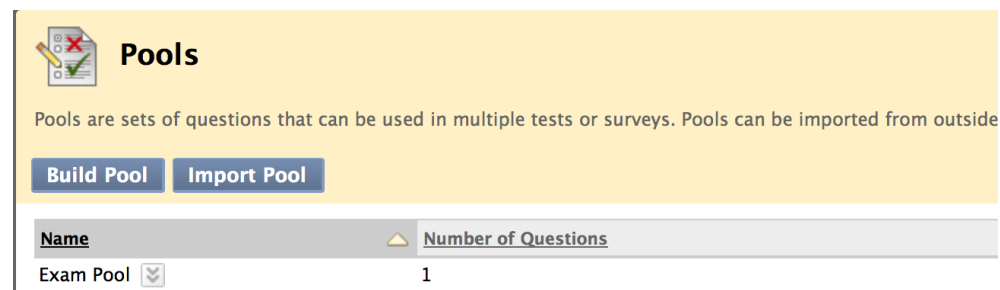 Pools
Pools are sets of questions that can be used in multiple tests or surveys. Pools can be imported from outside
Build Pool Import Pool
Name Number of Questions
Exam Pool 1